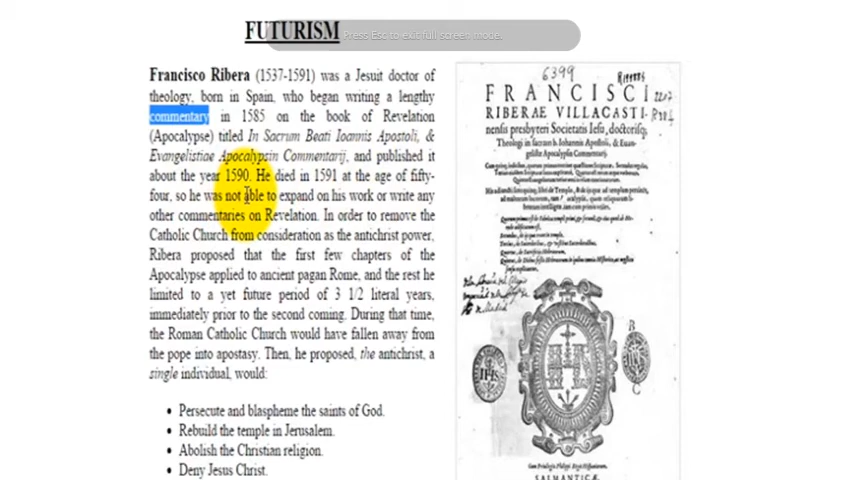 FUTURISM
Press Esc to exit full screen mode.
Francisco Ribera (1537-1591) was a Jesuit doctor of
theology, born in Spain, who began writing a lengthy
commentary in 1585 on the book of Revelation
(Apocalypse) titled In Sacrum Beati Ioannis Apostoli, &
Evangelistiae Apocalypsin Commentarij, and published it
about the year 1590. He died in 1591 at the age of fifty-
four, so he was not able to expand on his work or write any
other commentaries on Revelation. In order to remove the
Catholic Church from consideration as the antichrist power,
Ribera proposed that the first few chapters of the
Apocalypse applied to ancient pagan Rome, and the rest he
limited to a yet future period of 3 1/2 literal years,
immediately prior to the second coming. During that time,
the Roman Catholic Church would have fallen away from
the pope into apostasy. Then, he proposed, the antichrist, a
single individual, would:
• Persecute and blaspheme the saints of God.
• Rebuild the temple in Jerusalem.
• Abolish the Christian religion.
• Deny Jesus Christ.
6399
FRANCISCI
RIBERAE VILLACASTI-
nensis presbyteri Societatis Iesu, doctorisq,
Theologi in sacram b. Iohannis Apostoli, & Euan-
gelistae Apocalypsin Commentarij.
IHS
B
C
SALMANTICÆ